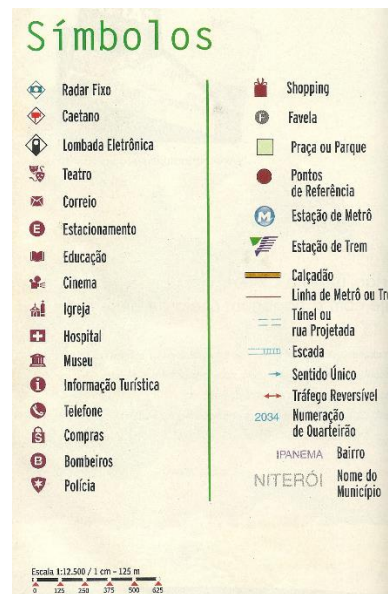 Símbolos
Radar Fixo
Caetano
Lombada Eletrônica
Teatro
Correio
E Estacionamento
Educação
Cinema
Igreja
Hospital
Museu
i Informação Turística
Telefone
$ Compras
B Bombeiros
Polícia
Escala 1:12.500 / 1 cm - 125 m
0 125 250 375 500 625
Shopping
F Favela
Praça ou Parque
Pontos
de Referência
M Estação de Metrô
Estação de Trem
Calçadão
Linha de Metrô ou Tr
Túnel ou
rua Projetada
Escada
Sentido Único
Tráfego Reversível
2034 Numeração
de Quarteirão
IPANEMA Bairro
NITERÓI Nome do
Município